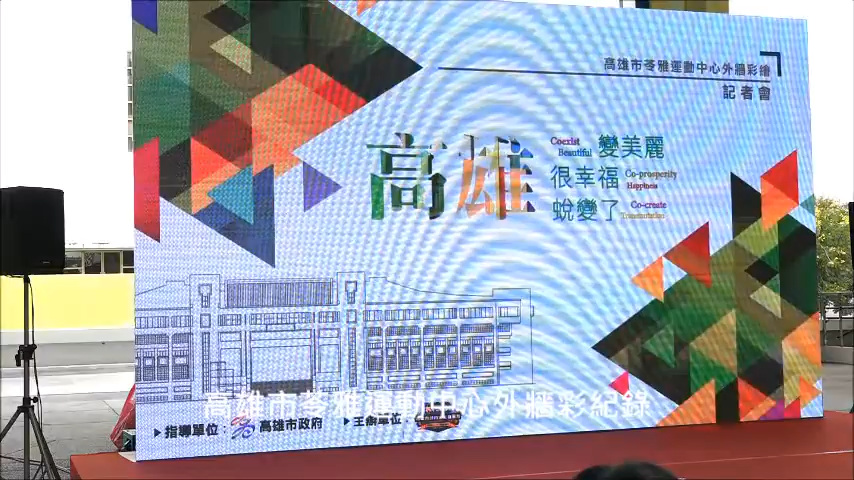 高雄市苓雅運動中心外牆彩繪
記者會
高雄
Coexist
Beautiful
變美麗
很幸福
Co-prosperity
Happiness
蛻變了
Co-create
Transmutation
高雄市苓雅運動中心外牆彩紀錄
▶指導單位：高雄市政府
▶主辦單位：